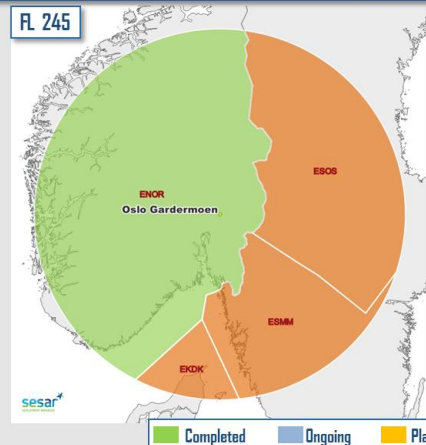 FL 245
ESOS
ENOR
Oslo Gardermoen
ESMM
EKDK
sesar
Completed
Ongoing